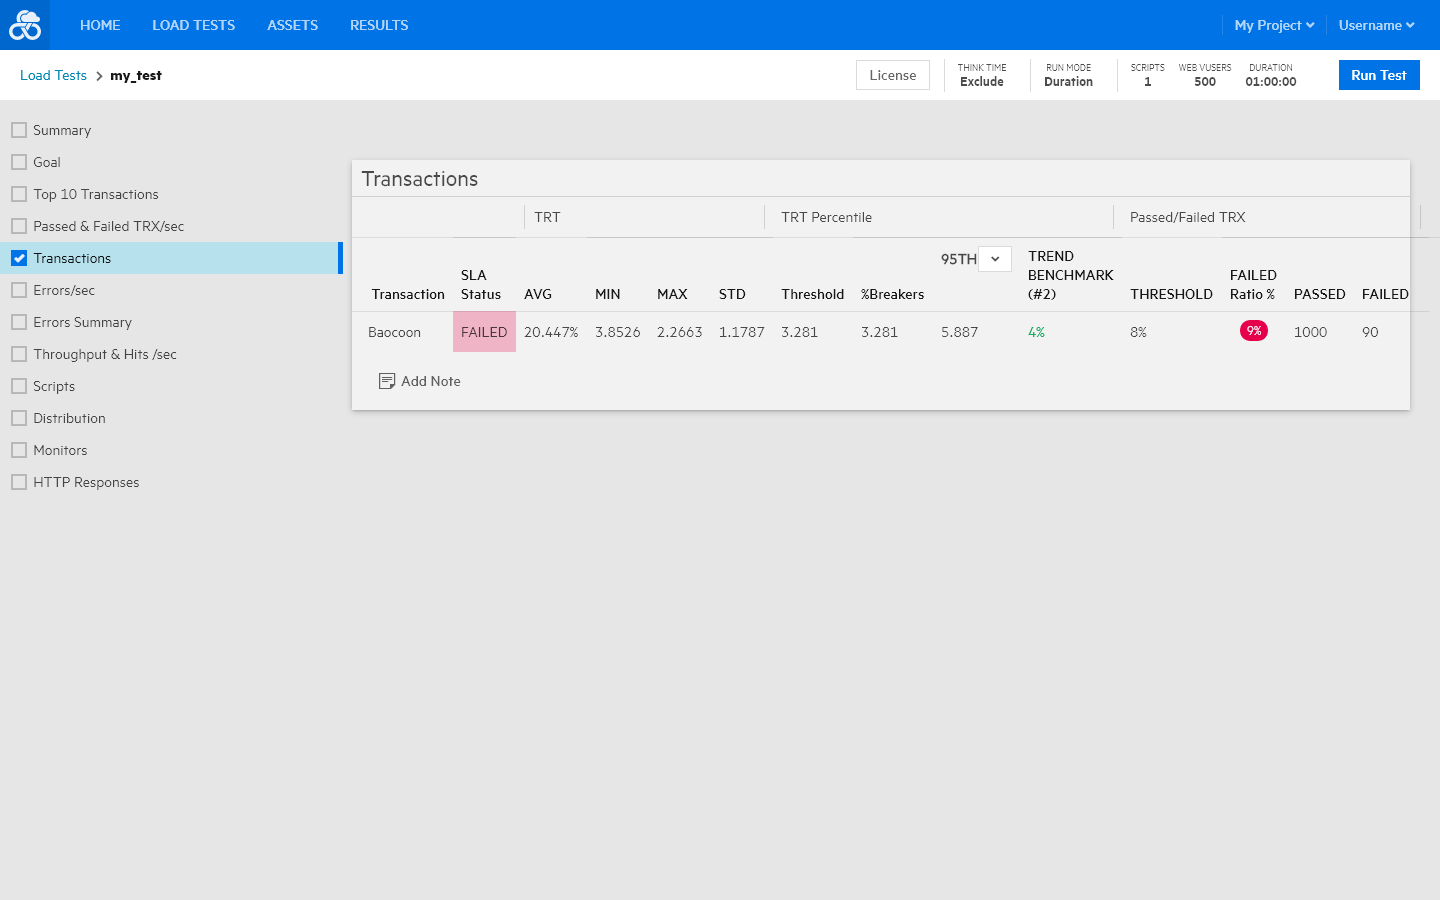 HOME LOAD TESTS ASSETS RESULTS My Project Username
Load Tests > my_test License THINK TIME Exclude RUN MODE Duration SCRIPTS 1 WEB VUSERS 500 DURATION 01:00:00 Run Test
Summary
Goal
Top 10 Transactions
Passed & Failed TRX/sec
Transactions
Errors/sec
Errors Summary
Throughput & Hits /sec
Scripts
Distribution
Monitors
HTTP Responses
Transactions
TRT TRT Percentile Passed/Failed TRX
Transaction SLA Status AVG MIN MAX STD Threshold %Breakers 95TH TREND BENCHMARK (#2) THRESHOLD FAILED Ratio % PASSED FAILED
Baocoon FAILED 20.447% 3.8526 2.2663 1.1787 3.281 3.281 5.887 4% 8% 9% 1000 90
Add Note